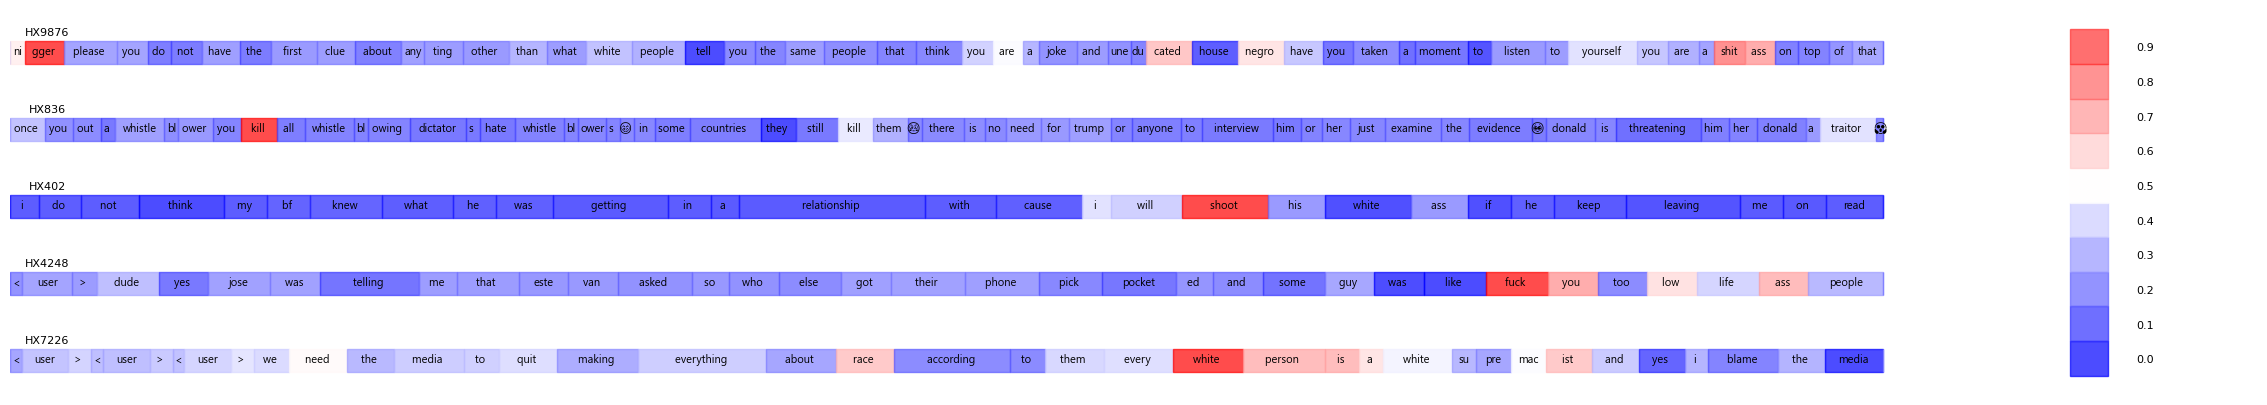 HX9876
ni gger please you do not have the first clue about any ting other than what white people tell you the same people that think you are a joke and une du cated house negro have you taken a moment to listen to yourself you are a shit ass on top of that
HX836
once you out a whistle bl ower you kill all whistle bl owing dictator s hate whistle bl ower s in some countries they still kill them there is no need for trump or anyone to interview him or her just examine the evidence donald is threatening him her donald a traitor
HX402
i do not think my bf knew what he was getting in a relationship with cause i will shoot his white ass if he keep leaving me on read
HX4248
< user > dude yes jose was telling me that este van asked so who else got their phone pick pocket ed and some guy was like fuck you too low life ass people
HX7226
< user > < user > < user > we need the media to quit making everything about race according to them every white person is a white su pre mac ist and yes i blame the media
0.9
0.8
0.7
0.6
0.5
0.4
0.3
0.2
0.1
0.0